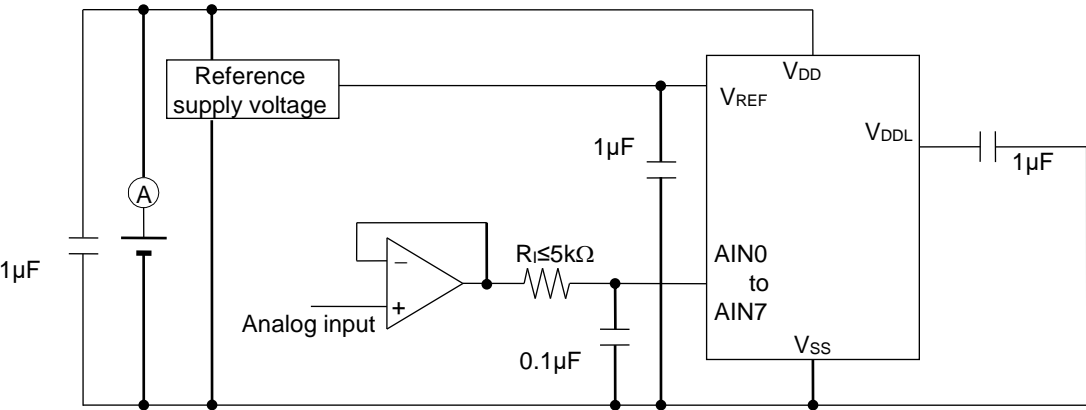 Reference
supply voltage
VDD
VREF
VDDL
1µF
1µF
A
1µF
RI≤5kΩ
AIN0
to
AIN7
−
+
Analog input
0.1µF
VSS